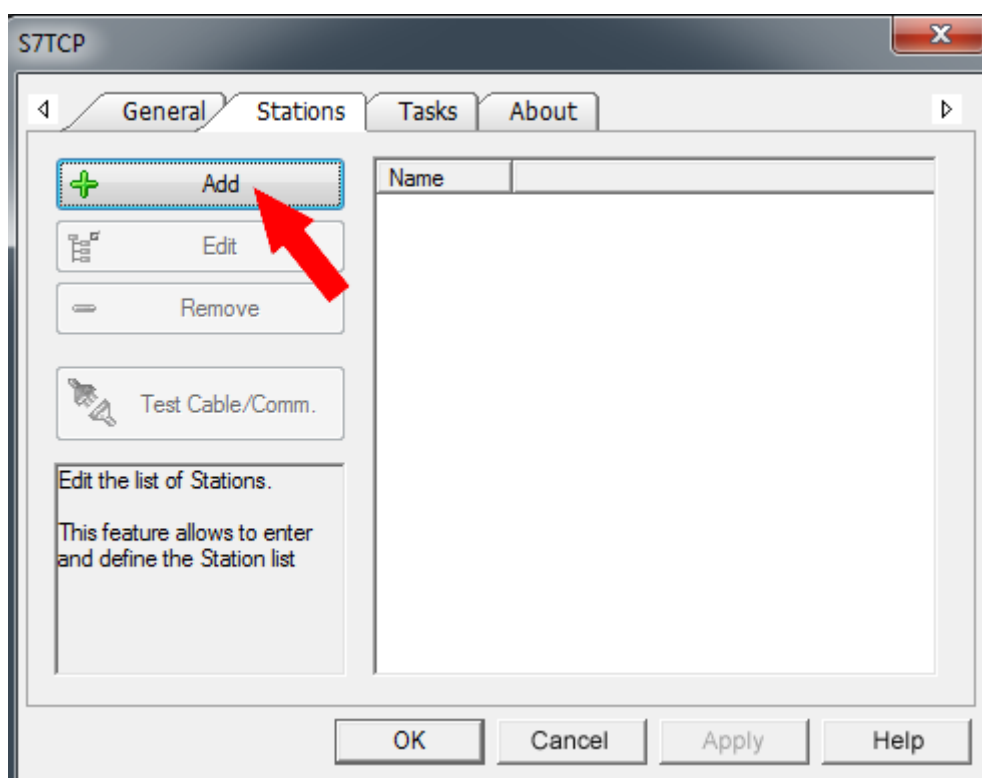 S7TCP
General
Stations
Tasks
About
Add
Name
Edit
Remove
Test Cable/Comm.
Edit the list of Stations.
This feature allows to enter
and define the Station list
OK
Cancel
Apply
Help